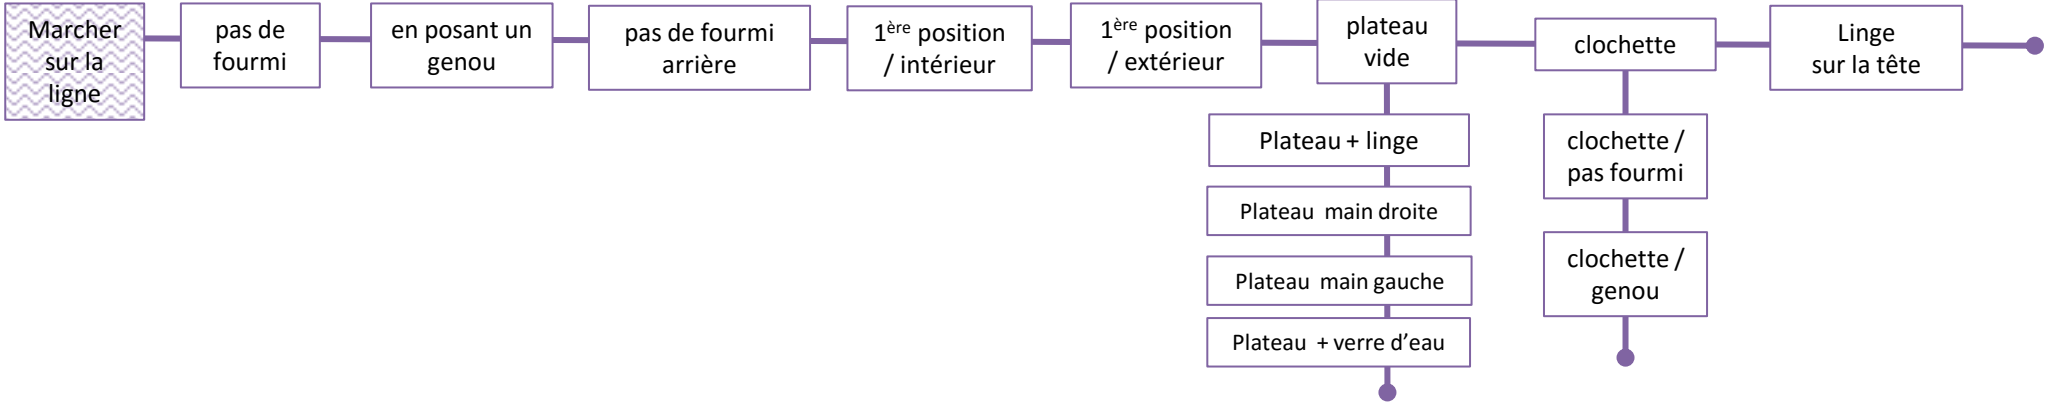 Marcher
sur la
ligne
pas de
fourmi
en posant un
genou
pas de fourmi
arrière
1ère position
/ intérieur
1ère position
/ extérieur
plateau
vide
Plateau + linge
Plateau main droite
Plateau main gauche
Plateau + verre d’eau
clochette
clochette /
pas fourmi
clochette /
genou
Linge
sur la tête